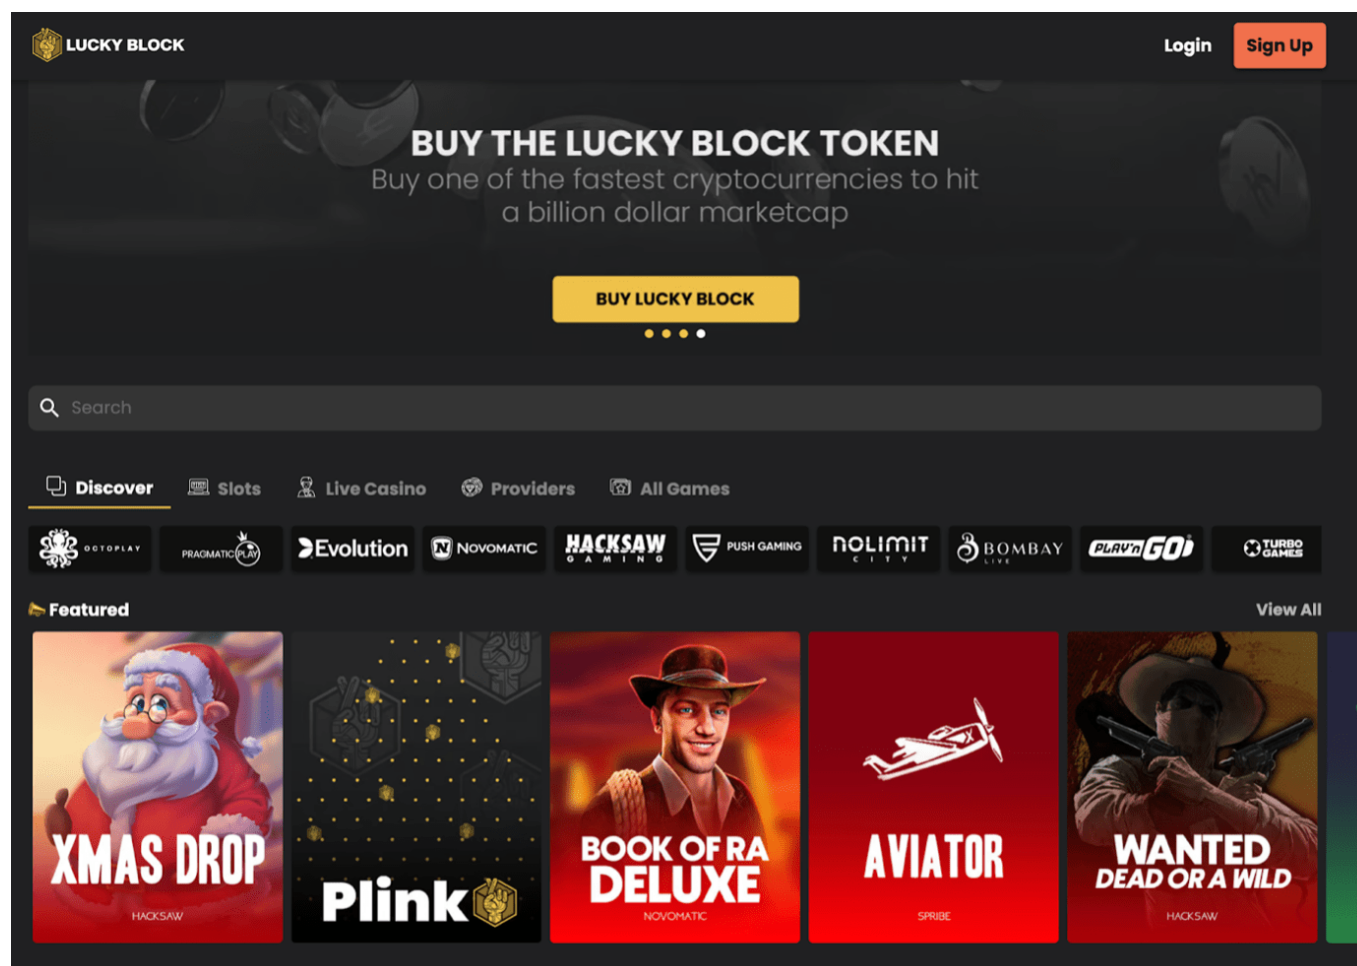 LUCKY BLOCK
Login
Sign Up
BUY THE LUCKY BLOCK TOKEN
Buy one of the fastest cryptocurrencies to hit
a billion dollar marketcap
BUY LUCKY BLOCK
Search
Discover
Slots
Live Casino
Providers
All Games
OCTOPLAY
PRAGMATIC PLAY
Evolution
NOVOMATIC
HACKSAW
GAMING
PUSH GAMING
NOLIMIT
CITY
BOMBAY
LIVE
PLAY'n GO
TURBO
GAMES
Featured
View All
XMAS DROP
HACKSAW
Plink
BOOK OF RA
DELUXE
NOVOMATIC
AVIATOR
SPRIBE
WANTED
DEAD OR A WILD
HACKSAW